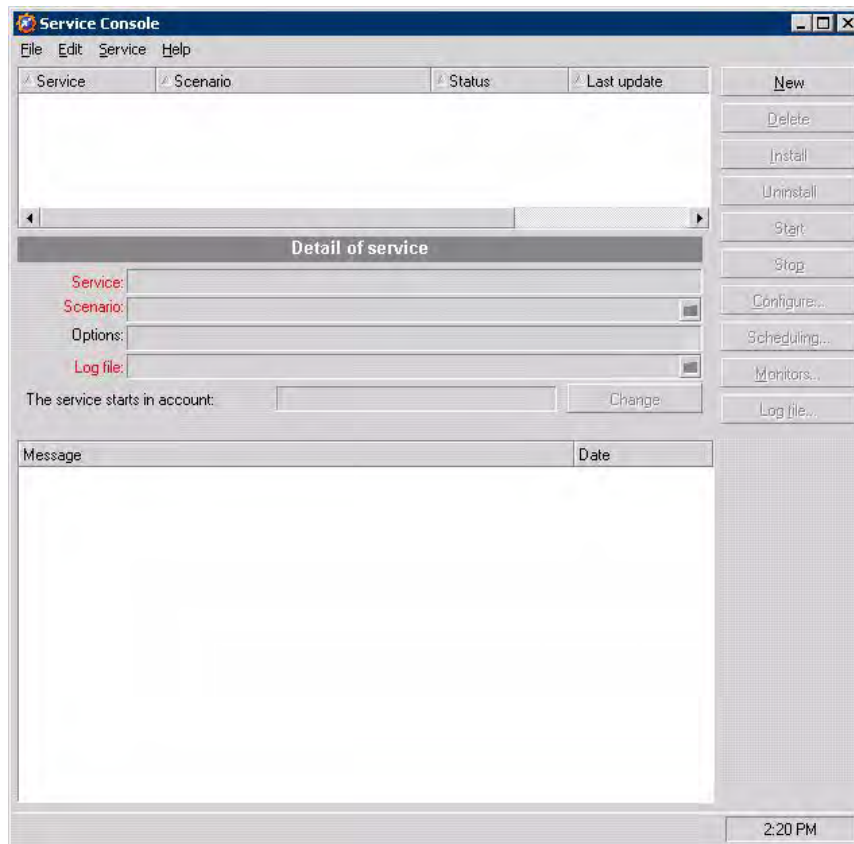 Service Console
File Edit Service Help
Service Scenario Status Last update
New
Delete
Install
Uninstall
Start
Stop
Configure...
Scheduling...
Monitors...
Log file...
Detail of service
Service:
Scenario:
Options:
Log file:
The service starts in account: Change
Message Date
2:20 PM